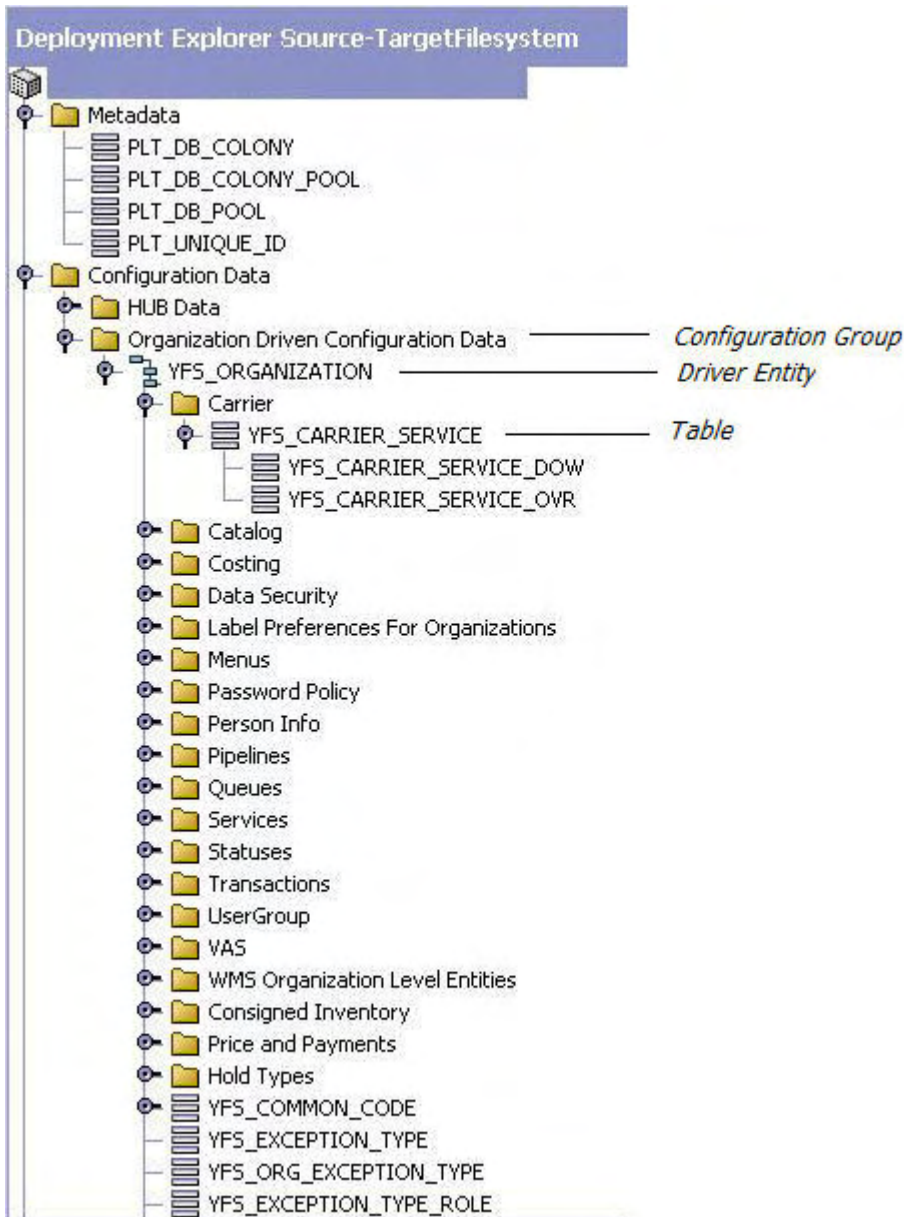 Deployment Explorer Source-TargetFilesystem
Metadata
PLT_DB_COLONY
PLT_DB_COLONY_POOL
PLT_DB_POOL
PLT_UNIQUE_ID
Configuration Data
HUB Data
Organization Driven Configuration Data Configuration Group
YFS_ORGANIZATION Driver Entity
Carrier
YFS_CARRIER_SERVICE Table
YFS_CARRIER_SERVICE_DOW
YFS_CARRIER_SERVICE_OVR
Catalog
Costing
Data Security
Label Preferences For Organizations
Menus
Password Policy
Person Info
Pipelines
Queues
Services
Statuses
Transactions
UserGroup
VAS
WMS Organization Level Entities
Consigned Inventory
Price and Payments
Hold Types
YFS_COMMON_CODE
YFS_EXCEPTION_TYPE
YFS_ORG_EXCEPTION_TYPE
YFS_EXCEPTION_TYPE_ROLE